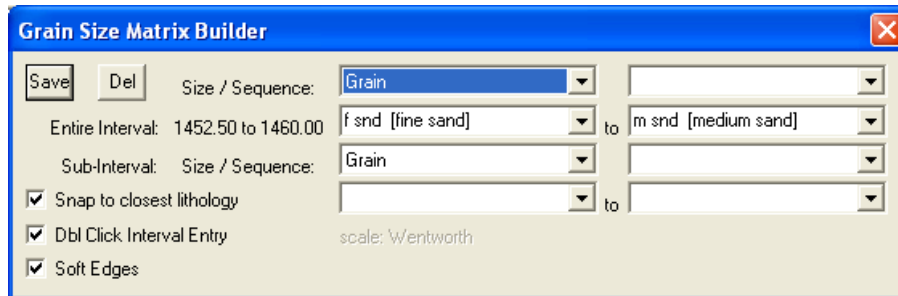 Grain Size Matrix Builder
Save Del Size / Sequence: Grain
Entire Interval: 1452.50 to 1460.00 f snd [fine sand] to m snd [medium sand]
Sub-Interval: Size / Sequence: Grain
Snap to closest lithology to
Dbl Click Interval Entry scale: Wentworth
Soft Edges